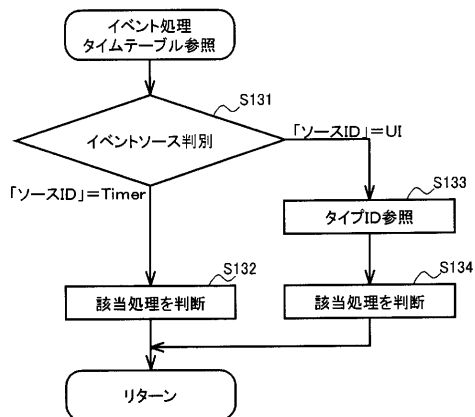 イベント処理
タイムテーブル参照
S131
イベントソース判別
「ソースID」=UI
「ソースID」=Timer
S133
タイプID参照
S132
S134
該当処理を判断
該当処理を判断
リターン